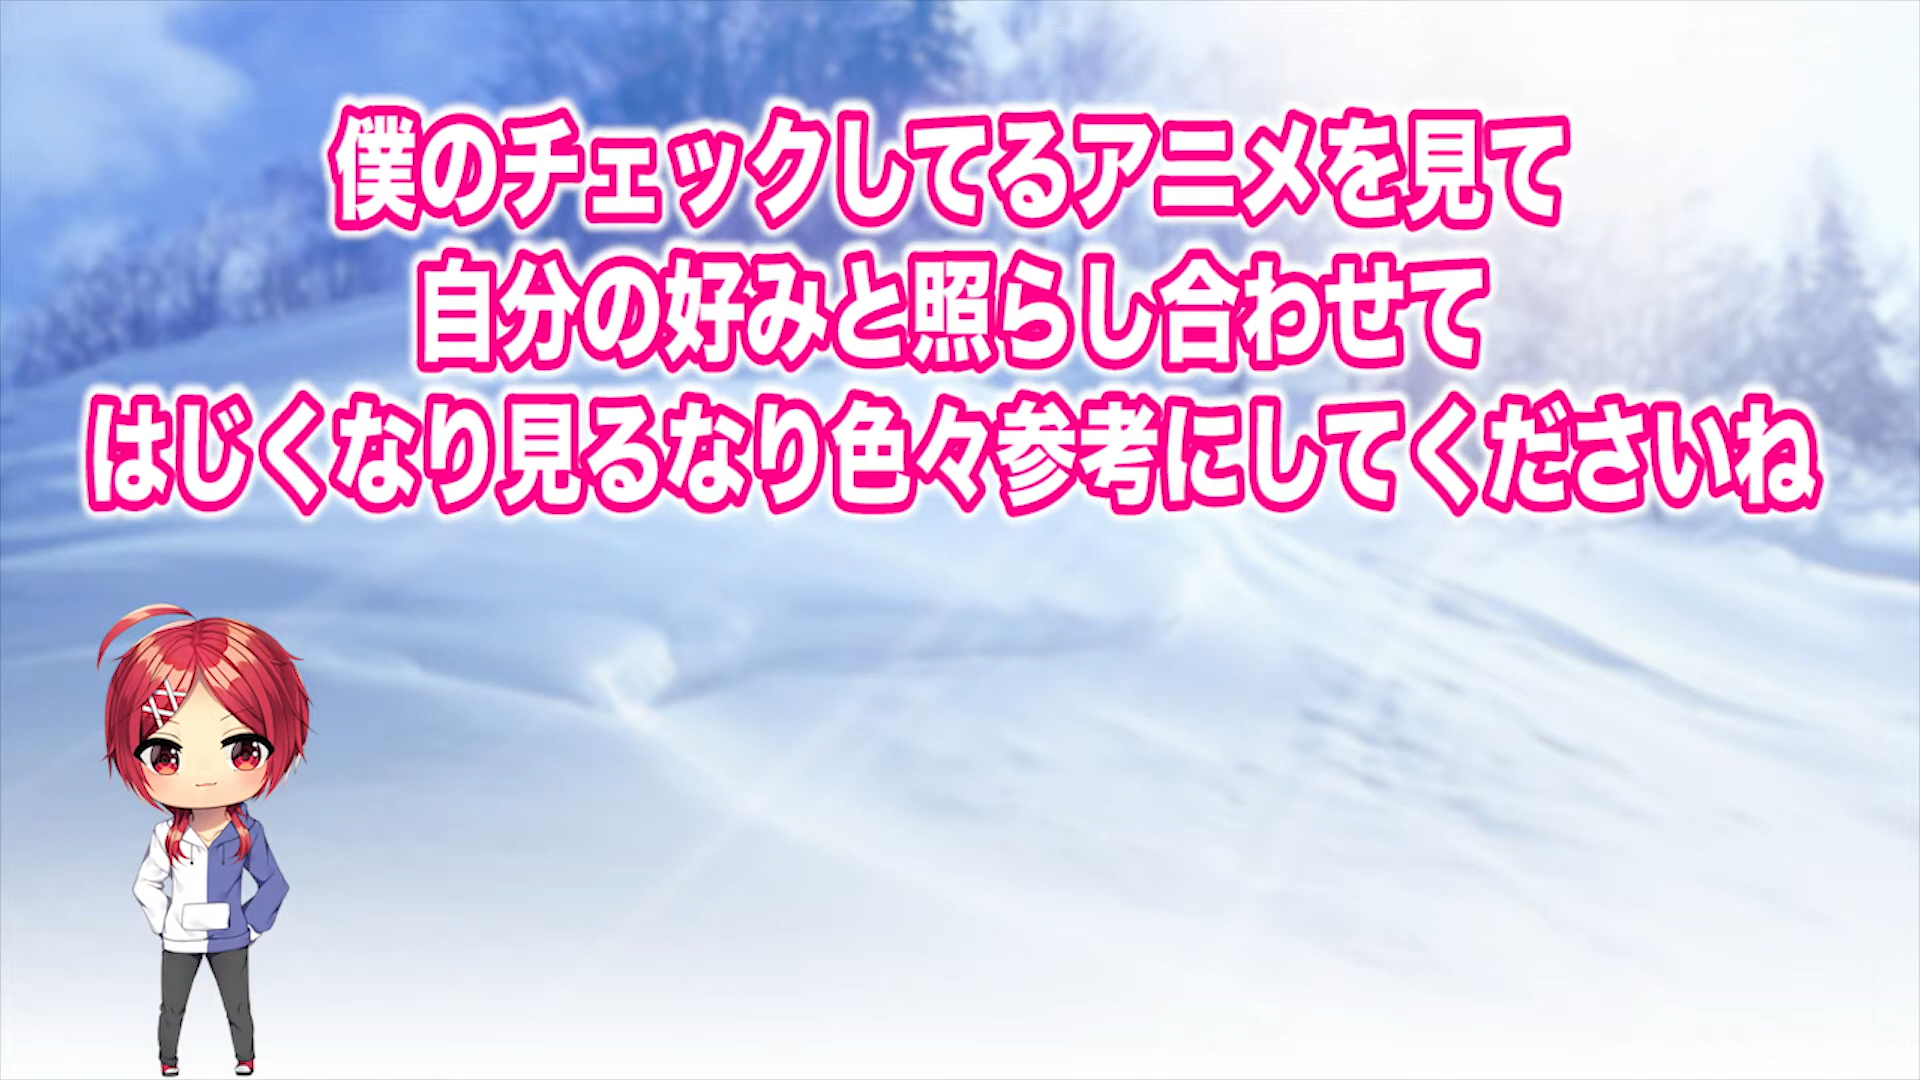 僕のチェックしてるアニメを見て
自分の好みと照らし合わせて
はじくなり見るなり色々参考にしてくださいね